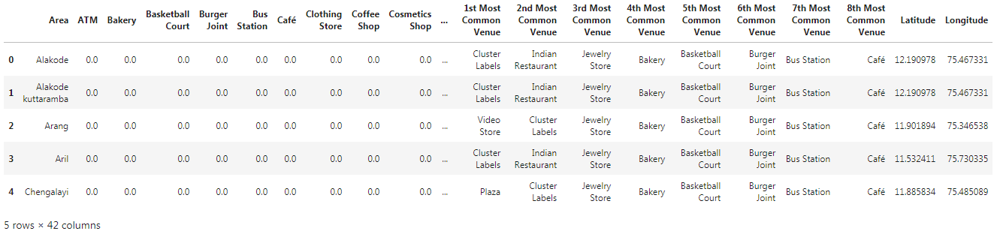 Area ATM Bakery Basketball Court Burger Joint Bus Station Café Clothing Store Coffee Shop Cosmetics Shop ... 1st Most Common Venue 2nd Most Common Venue 3rd Most Common Venue 4th Most Common Venue 5th Most Common Venue 6th Most Common Venue 7th Most Common Venue 8th Most Common Venue Latitude Longitude
0 Alakode 0.0 0.0 0.0 0.0 0.0 0.0 0.0 0.0 0.0 ... Cluster Labels Indian Restaurant Jewelry Store Bakery Basketball Court Burger Joint Bus Station Café 12.190978 75.467331
1 Alakode kuttaramba 0.0 0.0 0.0 0.0 0.0 0.0 0.0 0.0 0.0 ... Cluster Labels Indian Restaurant Jewelry Store Bakery Basketball Court Burger Joint Bus Station Café 12.190978 75.467331
2 Arang 0.0 0.0 0.0 0.0 0.0 0.0 0.0 0.0 0.0 ... Video Store Cluster Labels Jewelry Store Bakery Basketball Court Burger Joint Bus Station Café 11.901894 75.346538
3 Aril 0.0 0.0 0.0 0.0 0.0 0.0 0.0 0.0 0.0 ... Cluster Labels Indian Restaurant Jewelry Store Bakery Basketball Court Burger Joint Bus Station Café 11.532411 75.730335
4 Chengalayi 0.0 0.0 0.0 0.0 0.0 0.0 0.0 0.0 0.0 ... Plaza Cluster Labels Jewelry Store Bakery Basketball Court Burger Joint Bus Station Café 11.885834 75.485089
5 rows × 42 columns